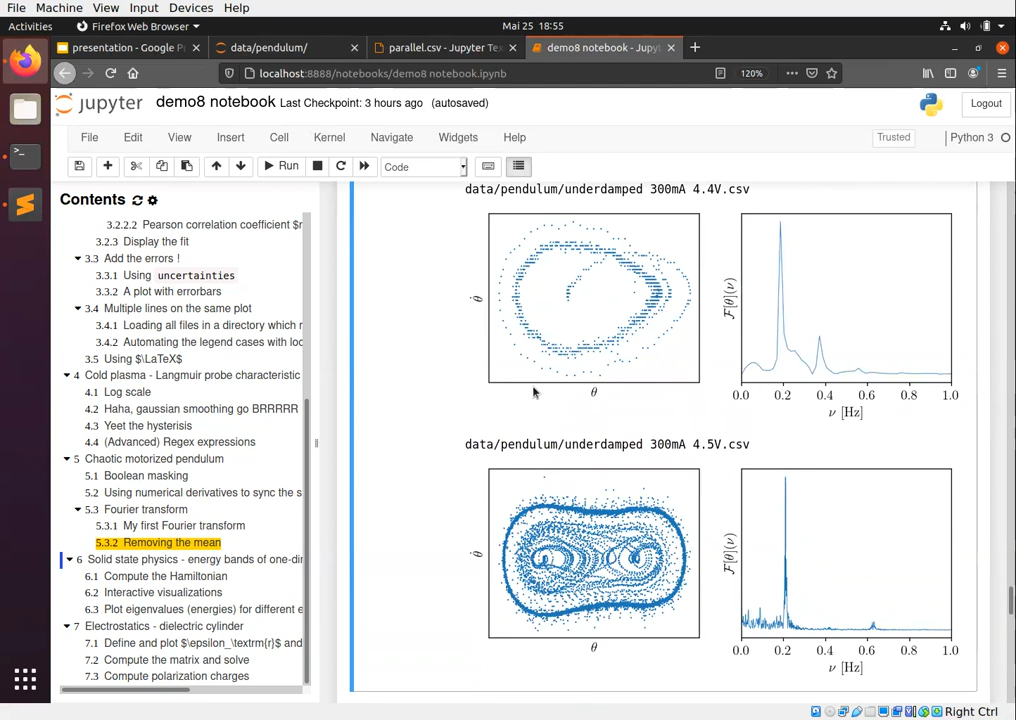 File Machine View Input Devices Help
Activities Firefox Web Browser Mai 25 18:55
presentation - Google P data/pendulum/ parallel.csv - Jupyter Te demo8 notebook - Jupyt
localhost:8888/notebooks/demo8 notebook.ipynb 120%
jupyter demo8 notebook Last Checkpoint: 3 hours ago (autosaved) Logout
File Edit View Insert Cell Kernel Navigate Widgets Help Trusted Python 3
Run Code
Contents
3.2.2.2 Pearson correlation coefficient $r
3.2.3 Display the fit
3.3 Add the errors !
3.3.1 Using uncertainties
3.3.2 A plot with errorbars
3.4 Multiple lines on the same plot
3.4.1 Loading all files in a directory which r
3.4.2 Automating the legend cases with loc
3.5 Using $\LaTeX$
4 Cold plasma - Langmuir probe characteristic
4.1 Log scale
4.2 Haha, gaussian smoothing go BRRRRR
4.3 Yeet the hysterisis
4.4 (Advanced) Regex expressions
5 Chaotic motorized pendulum
5.1 Boolean masking
5.2 Using numerical derivatives to sync the s
5.3 Fourier transform
5.3.1 My first Fourier transform
5.3.2 Removing the mean
6 Solid state physics - energy bands of one-di
6.1 Compute the Hamiltonian
6.2 Interactive visualizations
6.3 Plot eigenvalues (energies) for different e
7 Electrostatics - dielectric cylinder
7.1 Define and plot $\epsilon_\textrm{r}$ and
7.2 Compute the matrix and solve
7.3 Compute polarization charges
data/pendulum/underdamped 300mA 4.4V.csv
θ̇
θ
F[θ](ν)
0.0 0.2 0.4 0.6 0.8 1.0
ν [Hz]
data/pendulum/underdamped 300mA 4.5V.csv
θ̇
θ
F[θ](ν)
0.0 0.2 0.4 0.6 0.8 1.0
ν [Hz]
Right Ctrl